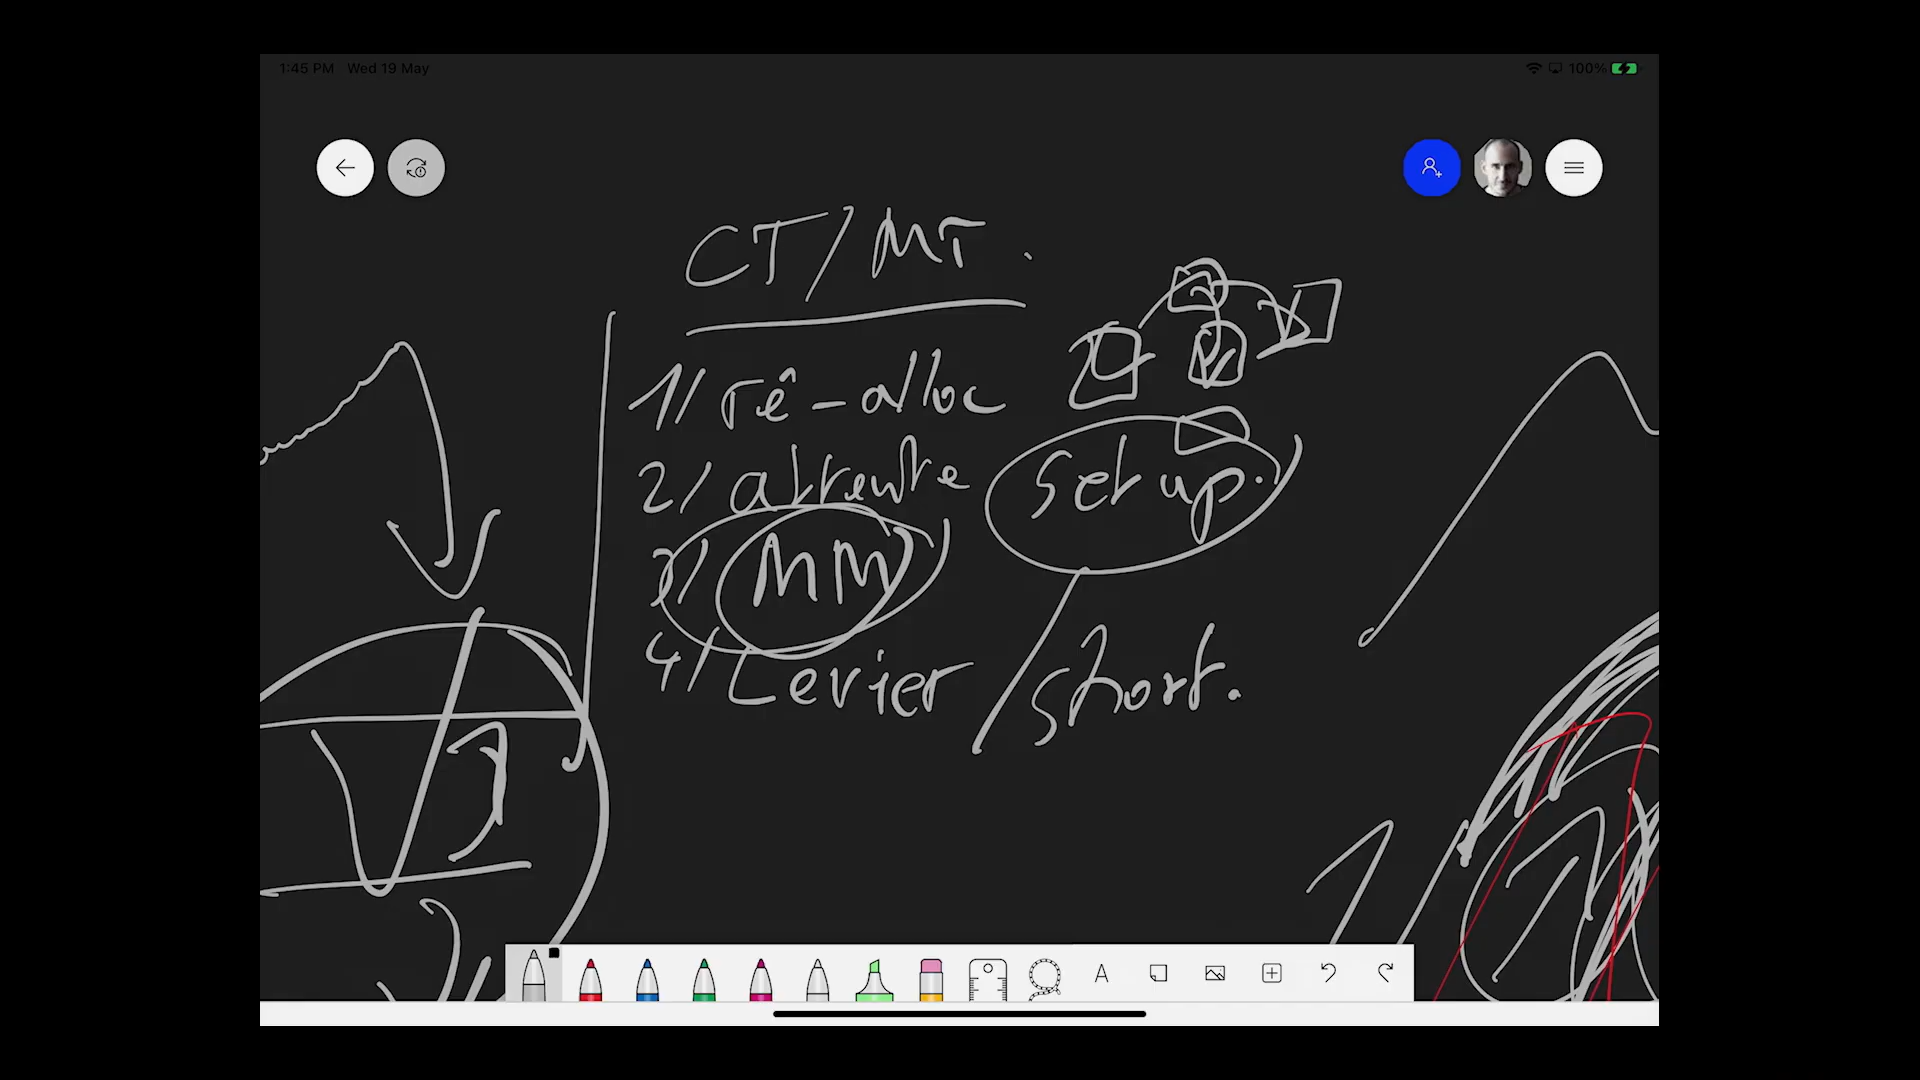 1:45 PM Wed 19 May
100%
CT/MT.
1/ rê-alloc
2/ attente setup.
3/ MM
4/ Levier / short.
A